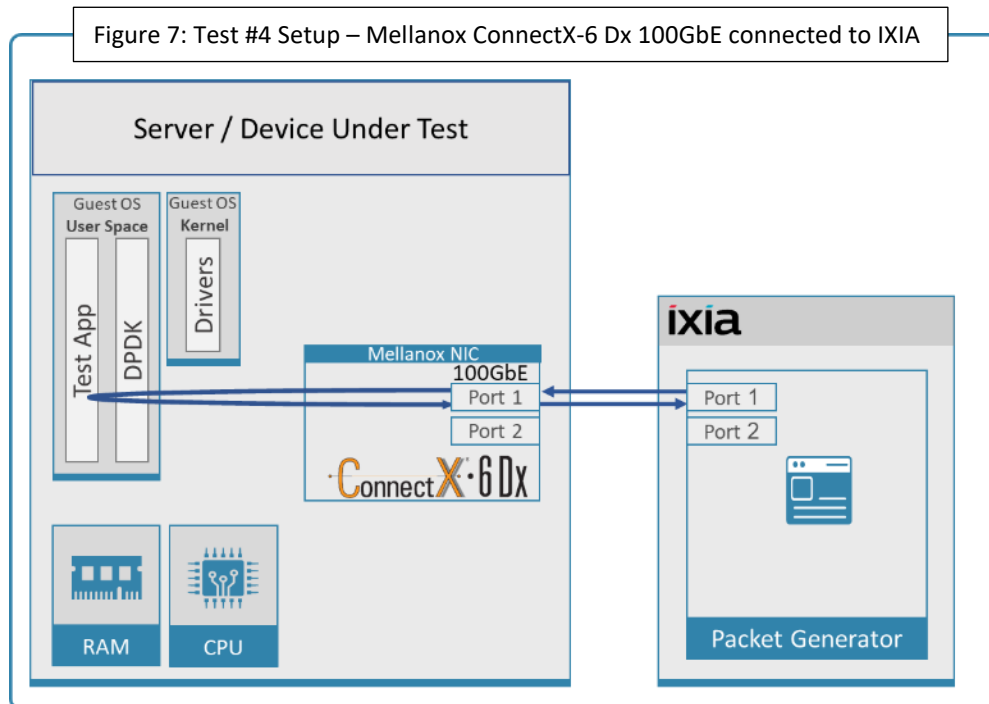 Figure 7: Test #4 Setup – Mellanox ConnectX-6 Dx 100GbE connected to IXIA
Server / Device Under Test
Guest OS
User Space
Test App
DPDK
Guest OS
Kernel
Drivers
Mellanox NIC
100GbE
Port 1
Port 2
ConnectX·6 Dx
RAM
CPU
ixia
Port 1
Port 2
Packet Generator